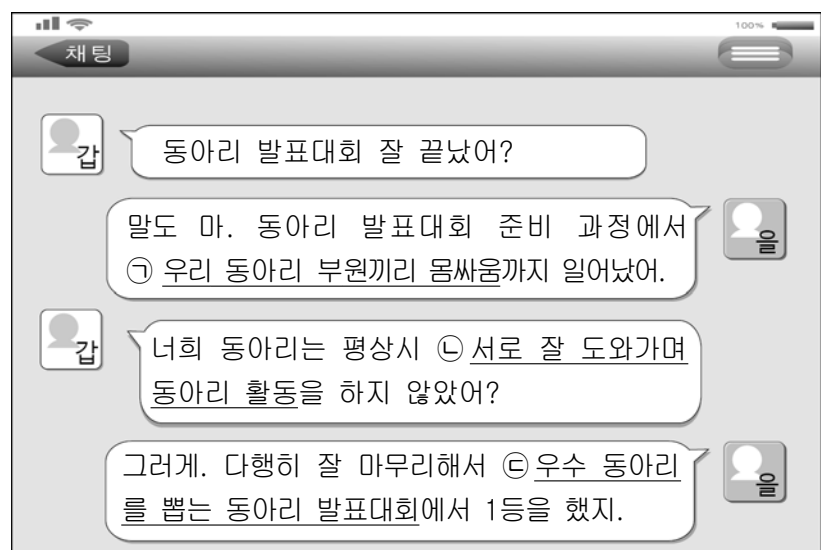 100%
채팅
갑
동아리 발표대회 잘 끝났어?
말도 마. 동아리 발표대회 준비 과정에서
㉠ 우리 동아리 부원끼리 몸싸움까지 일어났어.
을
갑
너희 동아리는 평상시 ㉡ 서로 잘 도와가며
동아리 활동을 하지 않았어?
그러게. 다행히 잘 마무리해서 ㉢ 우수 동아리
를 뽑는 동아리 발표대회에서 1등을 했지.
을